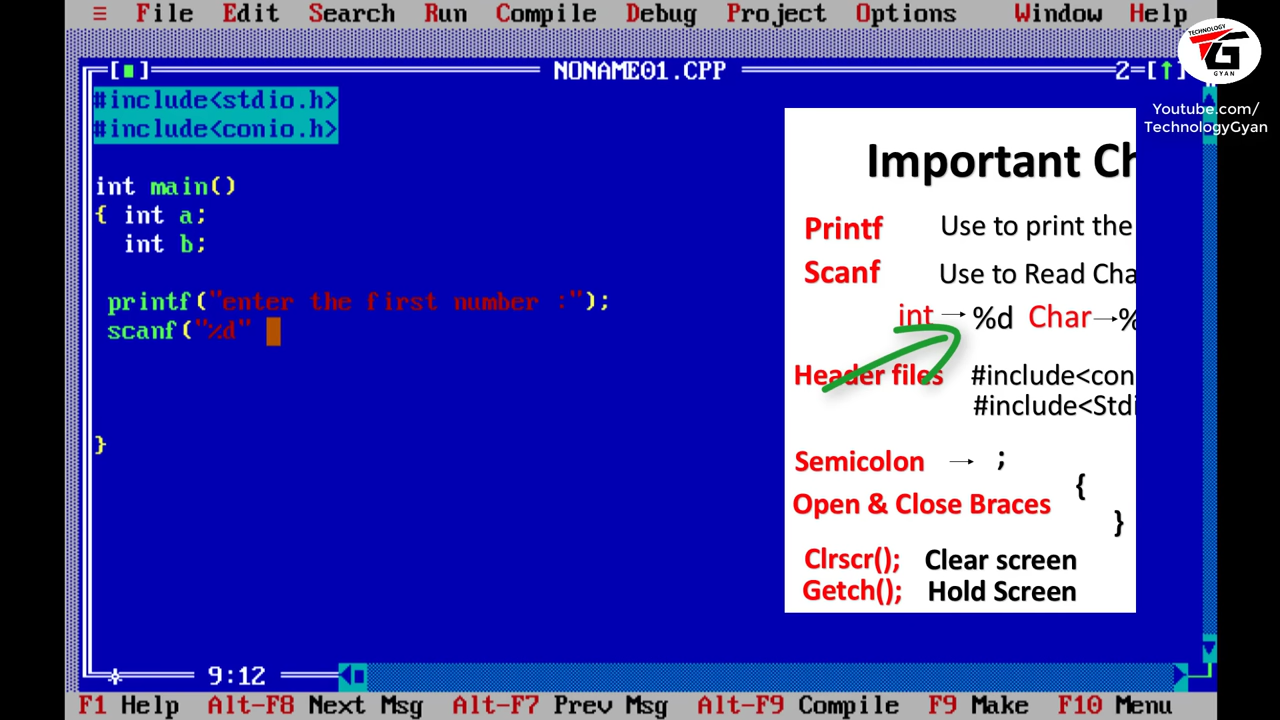 ≡ File Edit Search Run Compile Debug Project Options Window Help
TECHNOLOGY
TG
GYAN
Youtube.com/
TechnologyGyan
[■] NONAME01.CPP 2=[↑]
#include<stdio.h>
#include<conio.h>
int main()
{ int a;
int b;
printf("enter the first number :");
scanf("%d"
}
Important Ch
Printf Use to print the
Scanf Use to Read Cha
int → %d Char → %
Header files #include<con
#include<Stdi
Semicolon → ;
Open & Close Braces {
}
Clrscr(); Clear screen
Getch(); Hold Screen
9:12
F1 Help Alt-F8 Next Msg Alt-F7 Prev Msg Alt-F9 Compile F9 Make F10 Menu